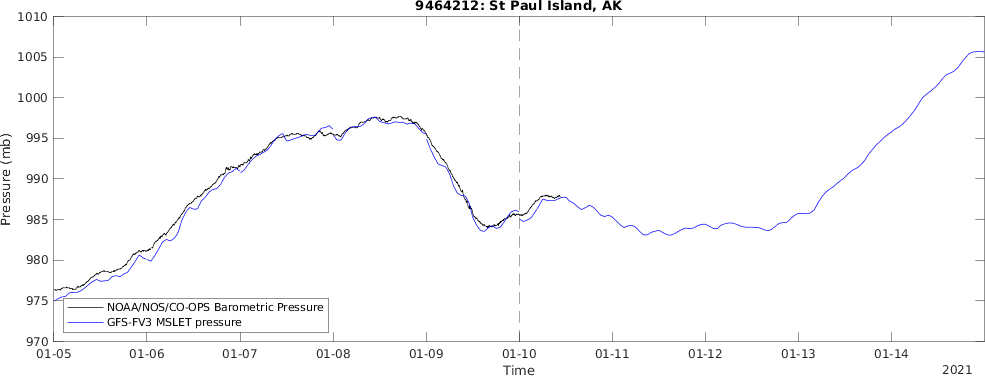 9464212: St Paul Island, AK
Pressure (mb)
1010
1005
1000
995
990
985
980
975
970
NOAA/NOS/CO-OPS Barometric Pressure
GFS-FV3 MSLET pressure
01-05 01-06 01-07 01-08 01-09 01-10 01-11 01-12 01-13 01-14
Time
2021